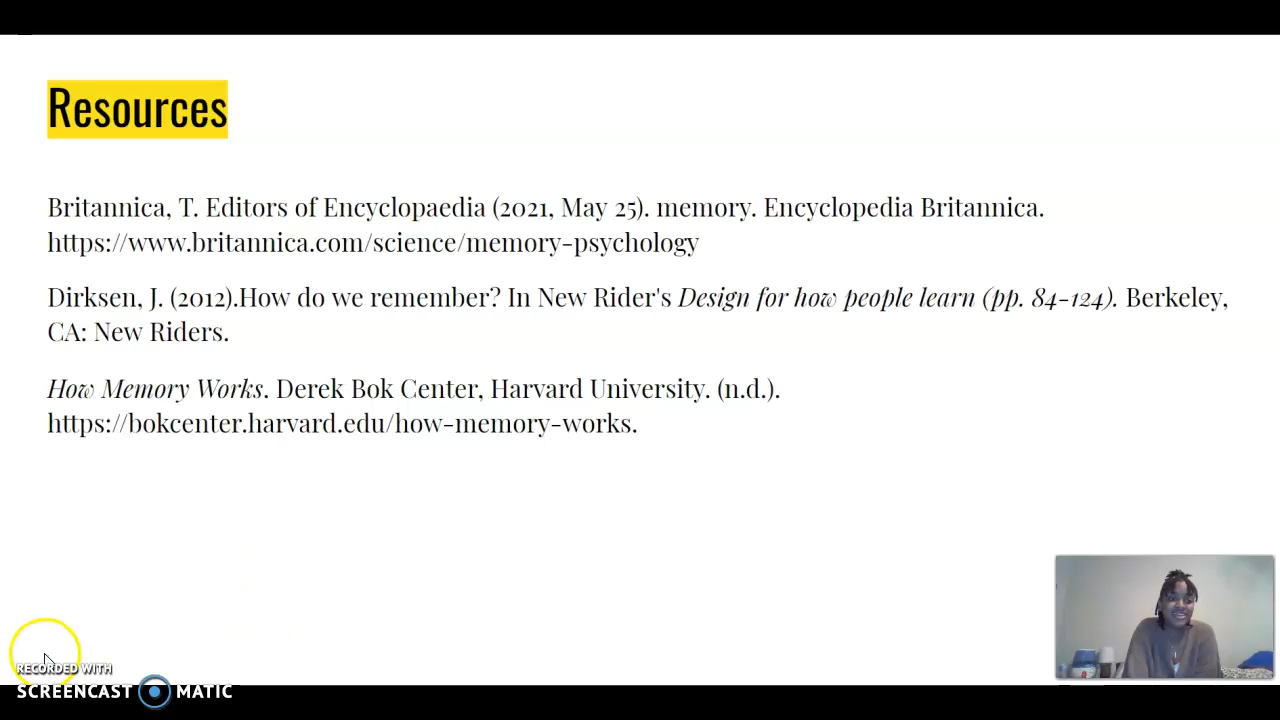 Resources
Britannica, T. Editors of Encyclopaedia (2021, May 25). memory. Encyclopedia Britannica.
https://www.britannica.com/science/memory-psychology
Dirksen, J. (2012).How do we remember? In New Rider's Design for how people learn (pp. 84-124). Berkeley,
CA: New Riders.
How Memory Works. Derek Bok Center, Harvard University. (n.d.).
https://bokcenter.harvard.edu/how-memory-works.
RECORDED WITH
SCREENCAST MATIC